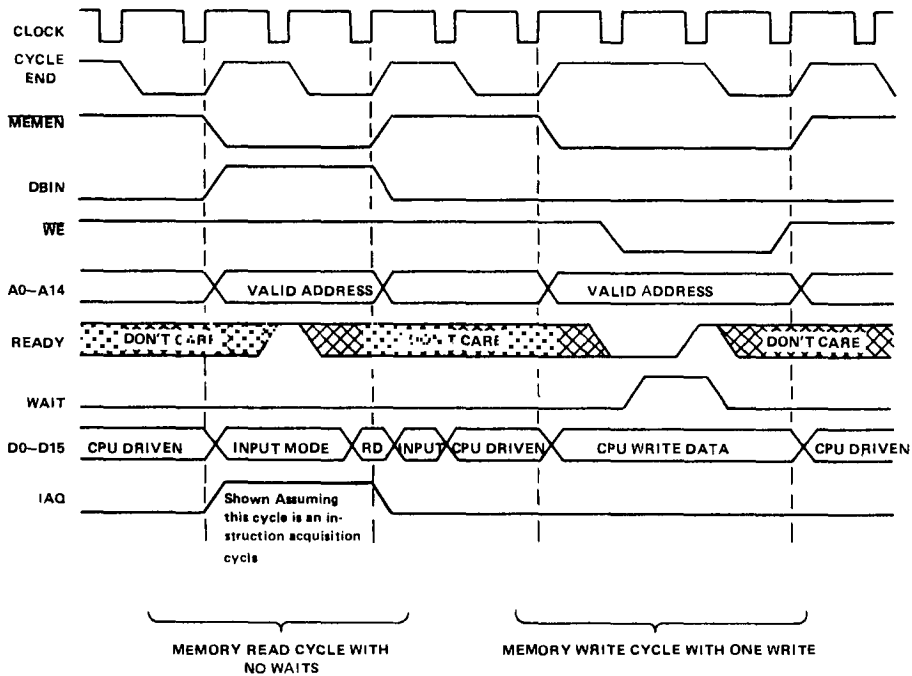 CLOCK
CYCLE
END
MEMEN
DBIN
WE
A0–A14 VALID ADDRESS VALID ADDRESS
READY DON'T CARE DON'T CARE DON'T CARE
WAIT
D0–D15 CPU DRIVEN INPUT MODE RD INPUT CPU DRIVEN CPU WRITE DATA CPU DRIVEN
IAQ Shown Assuming
this cycle is an in-
struction acquisition
cycle
MEMORY READ CYCLE WITH
NO WAITS
MEMORY WRITE CYCLE WITH ONE WRITE